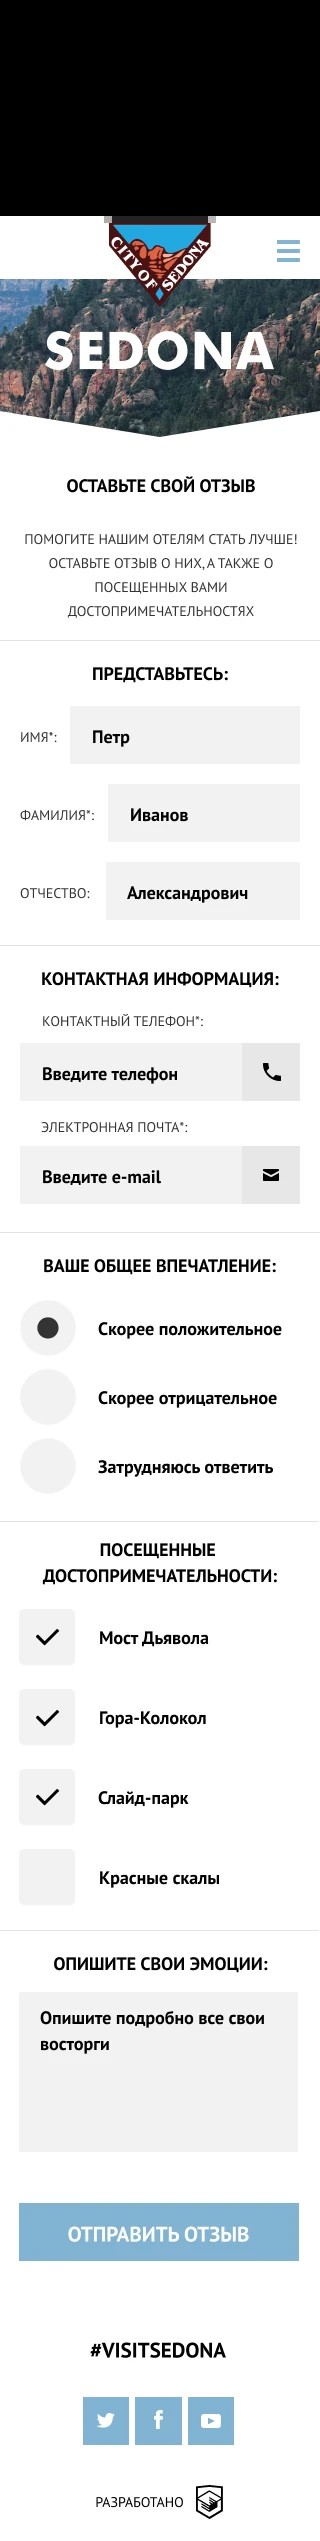 CITY OF SEDONA
SEDONA
ОСТАВЬТЕ СВОЙ ОТЗЫВ
ПОМОГИТЕ НАШИМ ОТЕЛЯМ СТАТЬ ЛУЧШЕ!
ОСТАВЬТЕ ОТЗЫВ О НИХ, А ТАКЖЕ О
ПОСЕЩЕННЫХ ВАМИ
ДОСТОПРИМЕЧАТЕЛЬНОСТЯХ
ПРЕДСТАВЬТЕСЬ:
ИМЯ*:
Петр
ФАМИЛИЯ*:
Иванов
ОТЧЕСТВО:
Александрович
КОНТАКТНАЯ ИНФОРМАЦИЯ:
КОНТАКТНЫЙ ТЕЛЕФОН*:
Введите телефон
ЭЛЕКТРОННАЯ ПОЧТА*:
Введите e-mail
ВАШЕ ОБЩЕЕ ВПЕЧАТЛЕНИЕ:
Скорее положительное
Скорее отрицательное
Затрудняюсь ответить
ПОСЕЩЕННЫЕ
ДОСТОПРИМЕЧАТЕЛЬНОСТИ:
Мост Дьявола
Гора-Колокол
Слайд-парк
Красные скалы
ОПИШИТЕ СВОИ ЭМОЦИИ:
Опишите подробно все свои
восторги
ОТПРАВИТЬ ОТЗЫВ
#VISITSEDONA
РАЗРАБОТАНО